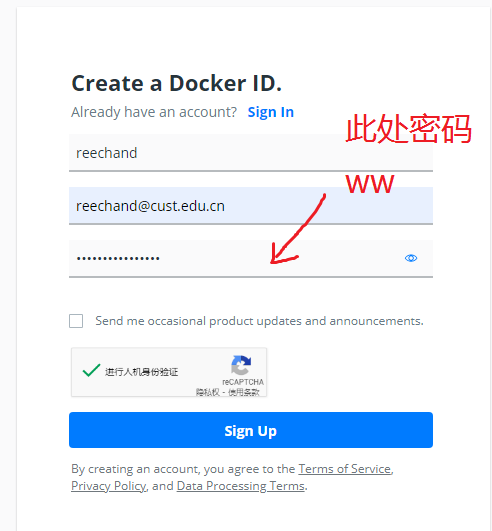 Create a Docker ID.
Already have an account? Sign In
此处密码
reechand
ww
reechand@cust.edu.cn
••••••••••••••••
Send me occasional product updates and announcements.
进行人机身份验证
reCAPTCHA
隐私权 - 使用条款
Sign Up
By creating an account, you agree to the Terms of Service,
Privacy Policy, and Data Processing Terms.